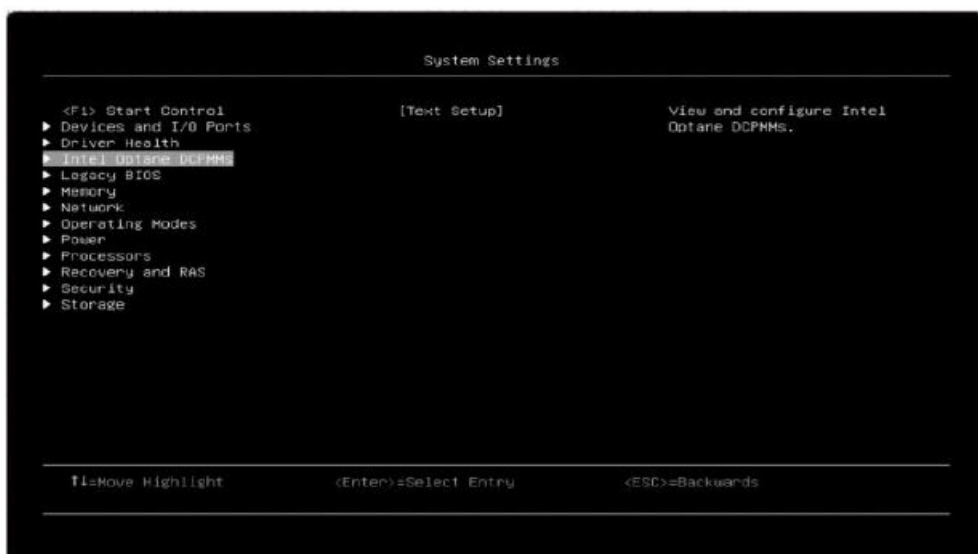 System Settings
<F1> Start Control [Text Setup] View and configure Intel
▶ Devices and I/O Ports Optane DCPMMs.
▶ Driver Health
▶ Intel Optane DCPMMs
▶ Legacy BIOS
▶ Memory
▶ Network
▶ Operating Modes
▶ Power
▶ Processors
▶ Recovery and RAS
▶ Security
▶ Storage
↑↓=Move Highlight <Enter>=Select Entry <ESC>=Backwards